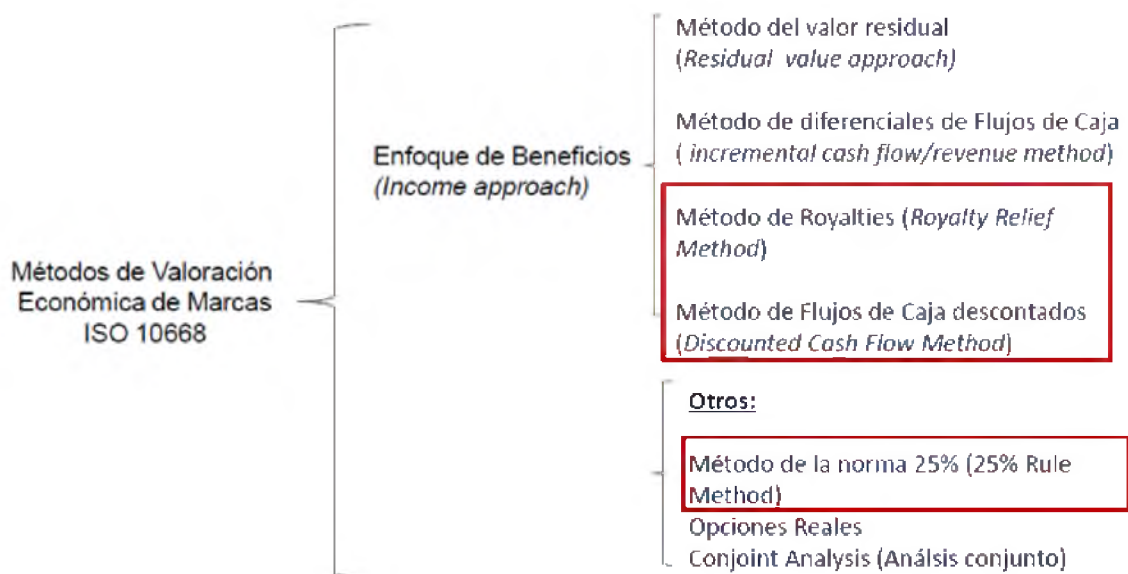 Método del valor residual
(Residual value approach)
Método de diferenciales de Flujos de Caja
( incremental cash flow/revenue method)
Enfoque de Beneficios
(Income approach)
Método de Royalties (Royalty Relief
Method)
Métodos de Valoración
Económica de Marcas
ISO 10668
Método de Flujos de Caja descontados
(Discounted Cash Flow Method)
Otros:
Método de la norma 25% (25% Rule
Method)
Opciones Reales
Conjoint Analysis (Análsis conjunto)